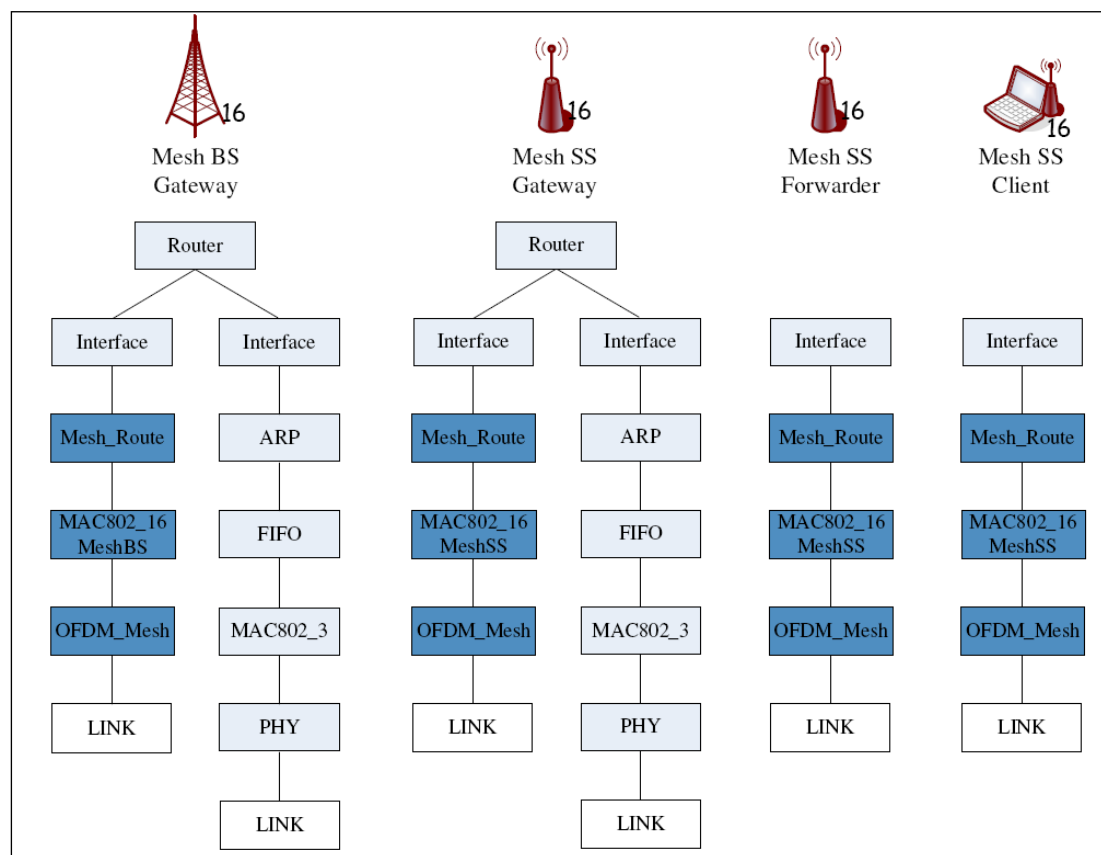 16
16
16
16
Mesh BS
Gateway
Mesh SS
Gateway
Mesh SS
Forwarder
Mesh SS
Client
Router
Router
Interface
Interface
Interface
Interface
Interface
Interface
Mesh_Route
ARP
Mesh_Route
ARP
Mesh_Route
Mesh_Route
MAC802_16
MeshBS
FIFO
MAC802_16
MeshSS
FIFO
MAC802_16
MeshSS
MAC802_16
MeshSS
OFDM_Mesh
MAC802_3
OFDM_Mesh
MAC802_3
OFDM_Mesh
OFDM_Mesh
LINK
PHY
LINK
PHY
LINK
LINK
LINK
LINK